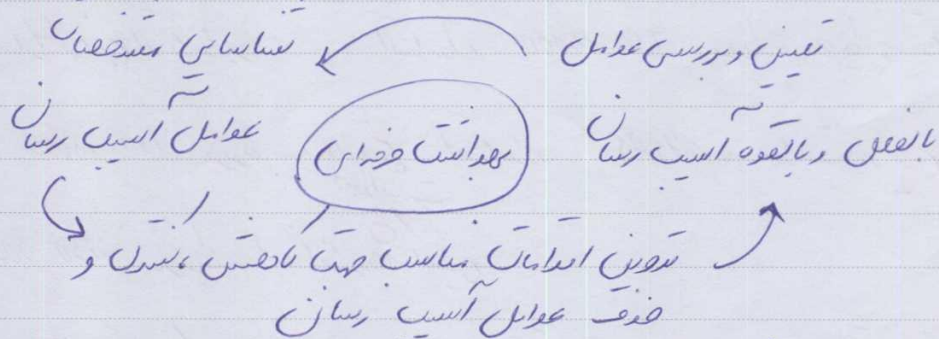 تعیین و بررسی عوامل
بالفعل و بالقوه آسیب رسان
شناسایی مشخصات
عوامل آسیب رسان
بهداشت حرفه‌ای
تدوین اقدامات مناسب جهت کاهش، کنترل و
حذف عوامل آسیب رسان